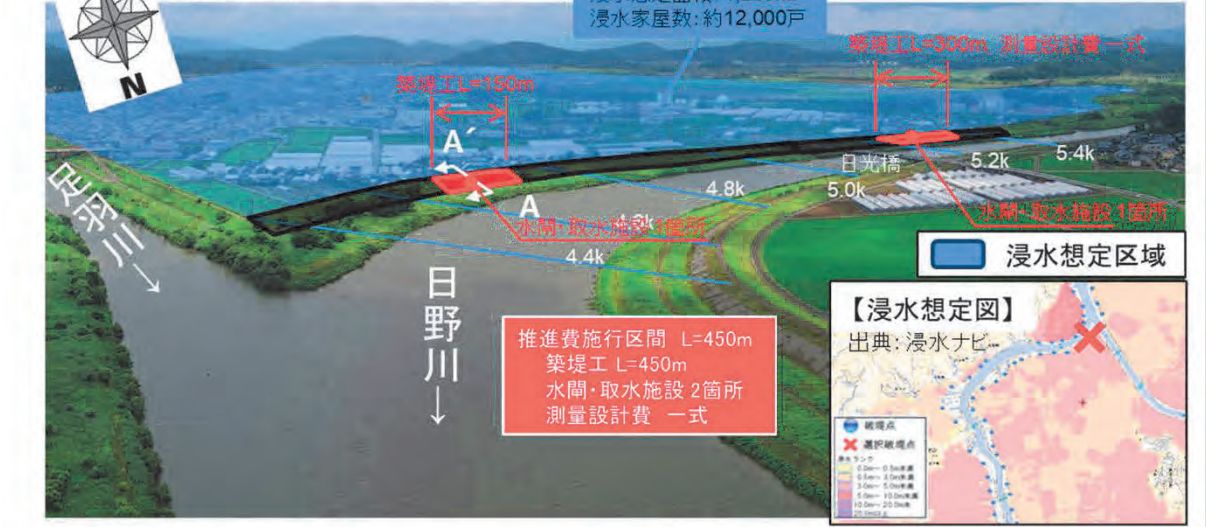 N
浸水家屋数:約12,000戸
築堤工L=300m 測量設計費一式
築堤工L=150m
A´
A
日光橋
5.4k
5.2k
5.0k
4.8k
4.4k
水閘・取水施設 1箇所
水閘・取水施設 1箇所
足羽川
日野川
浸水想定区域
推進費施行区間 L=450m
築堤工 L=450m
水閘・取水施設 2箇所
測量設計費 一式
【浸水想定図】
出典:浸水ナビ
破堤点
選択破堤点